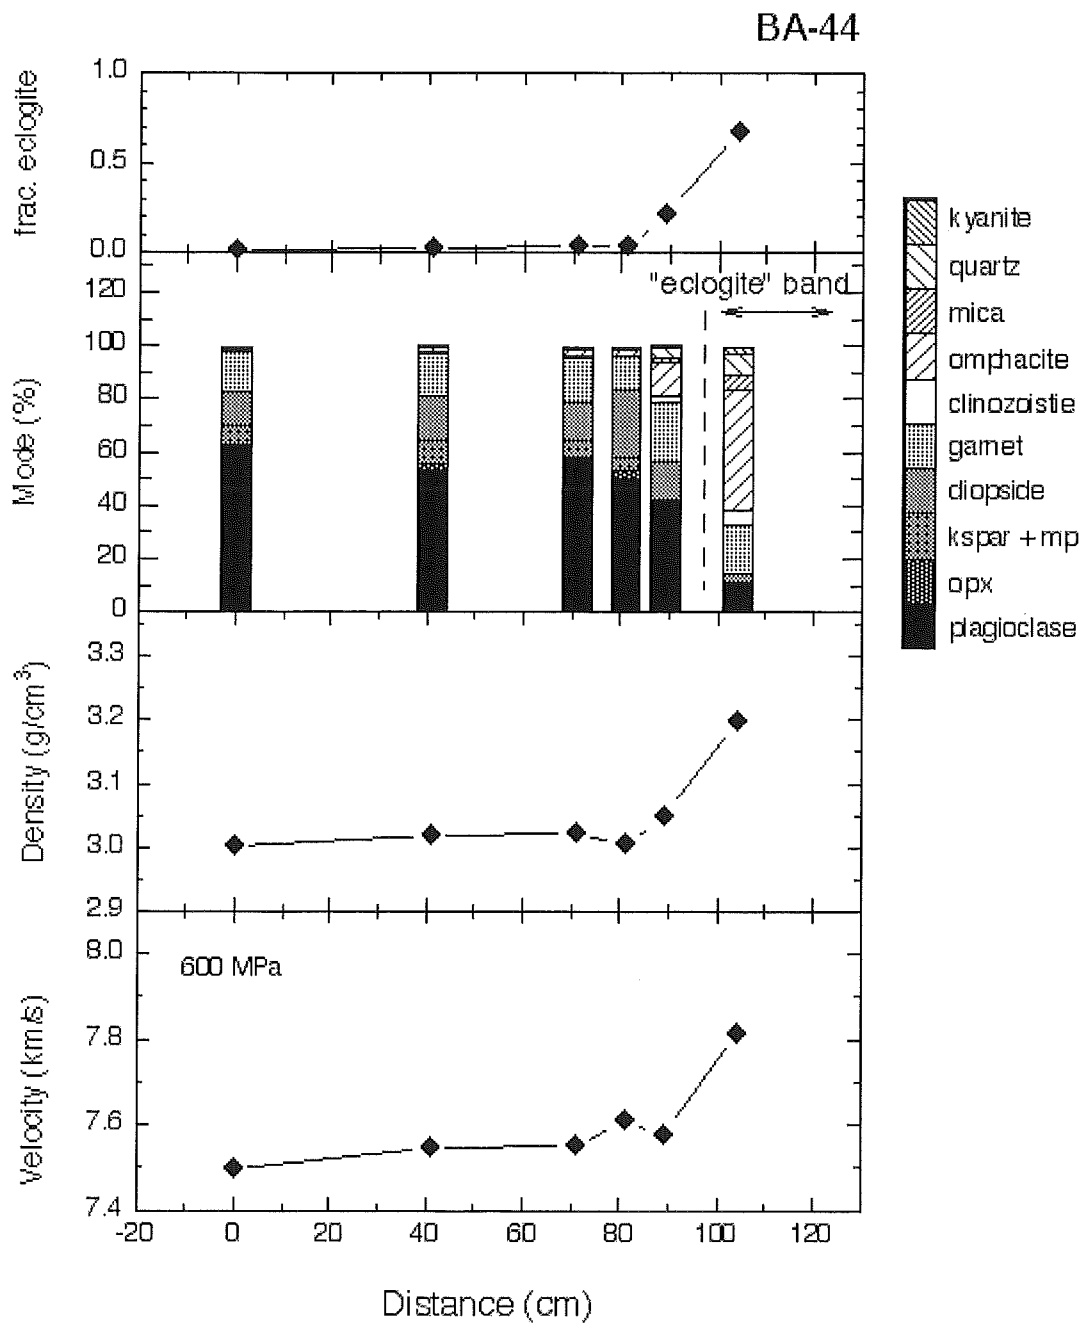 BA-44
frac. eclogite
1.0
0.5
0.0
Mode (%)
120
100
80
60
40
20
0
"eclogite" band
kyanite
quartz
mica
omphacite
clinozoistie
garnet
diopside
kspar + mp
opx
plagioclase
Density (g/cm³)
3.3
3.2
3.1
3.0
2.9
Velocity (km/s)
8.0
7.8
7.6
7.4
600 MPa
-20 0 20 40 60 80 100 120
Distance (cm)